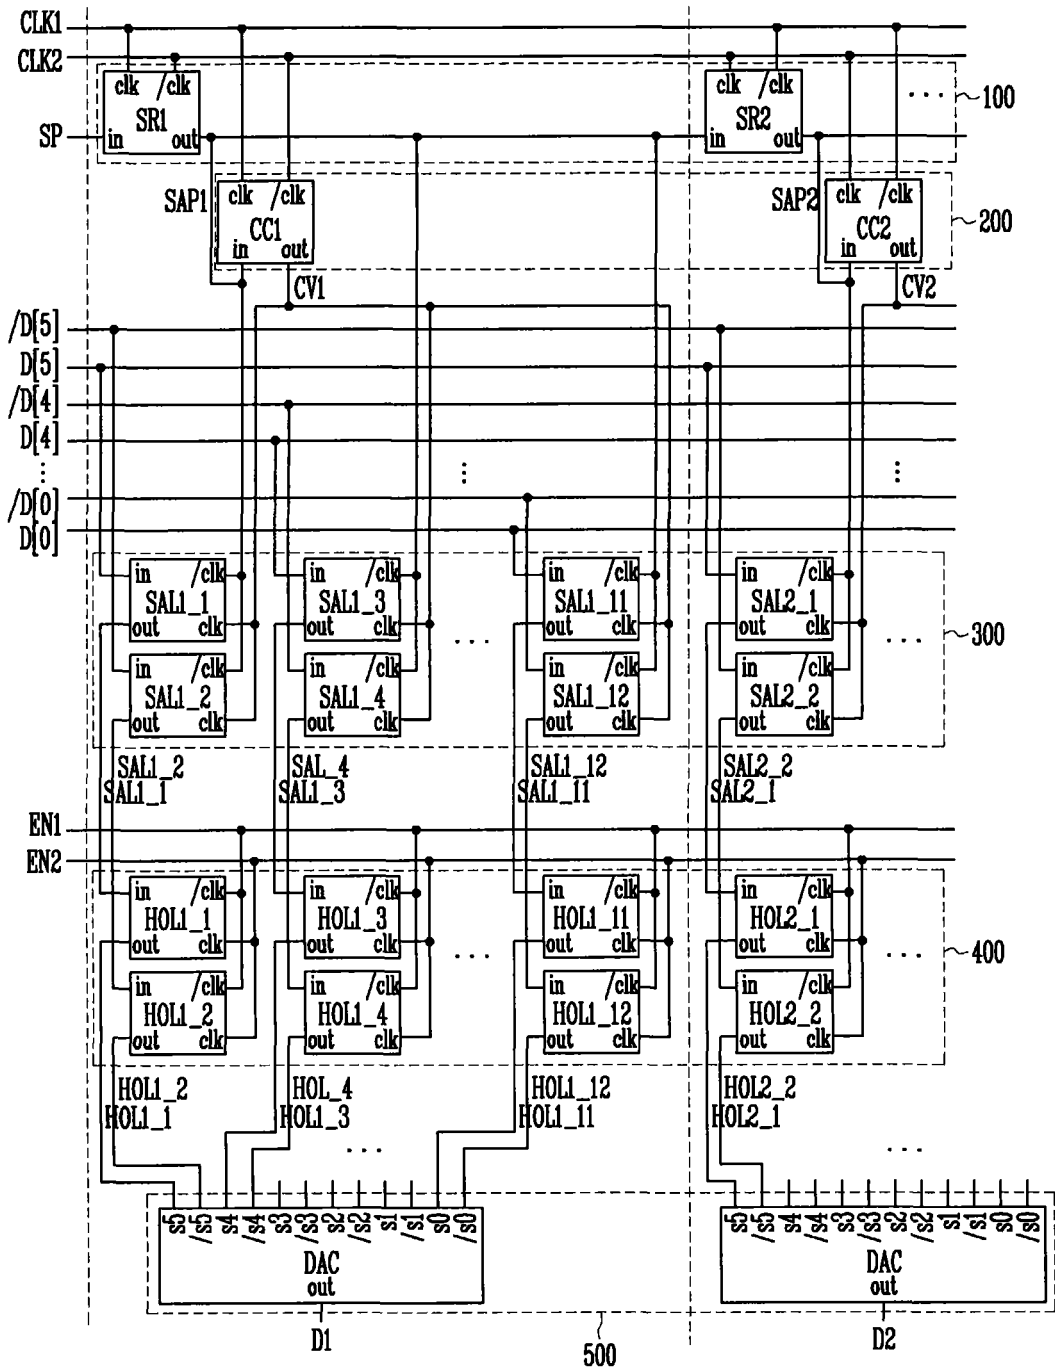 CLK1
CLK2
clk /clk
SR1
in out
clk /clk
SR2
in out
100
SP
SAP1
clk /clk
CC1
in out
SAP2
clk /clk
CC2
in out
200
CV1
CV2
/D[5]
D[5]
/D[4]
D[4]
/D[0]
D[0]
in /clk
SAL1_1
out clk
in /clk
SAL1_3
out clk
in /clk
SAL1_11
out clk
in /clk
SAL2_1
out clk
300
in /clk
SAL1_2
out clk
in /clk
SAL1_4
out clk
in /clk
SAL1_12
out clk
in /clk
SAL2_2
out clk
SAL1_2 SAL_4 SAL1_12 SAL2_2
SAL1_1 SAL1_3 SAL1_11 SAL2_1
EN1
EN2
in /clk
HOL1_1
out clk
in /clk
HOL1_3
out clk
in /clk
HOL1_11
out clk
in /clk
HOL2_1
out clk
400
in /clk
HOL1_2
out clk
in /clk
HOL1_4
out clk
in /clk
HOL1_12
out clk
in /clk
HOL2_2
out clk
HOL1_2 HOL_4 HOL1_12 HOL2_2
HOL1_1 HOL1_3 HOL1_11 HOL2_1
s5 /s5 s4 /s4 s3 /s3 s2 /s2 s1 /s1 s0 /s0
DAC
out
s5 /s5 s4 /s4 s3 /s3 s2 /s2 s1 /s1 s0 /s0
DAC
out
D1
500
D2